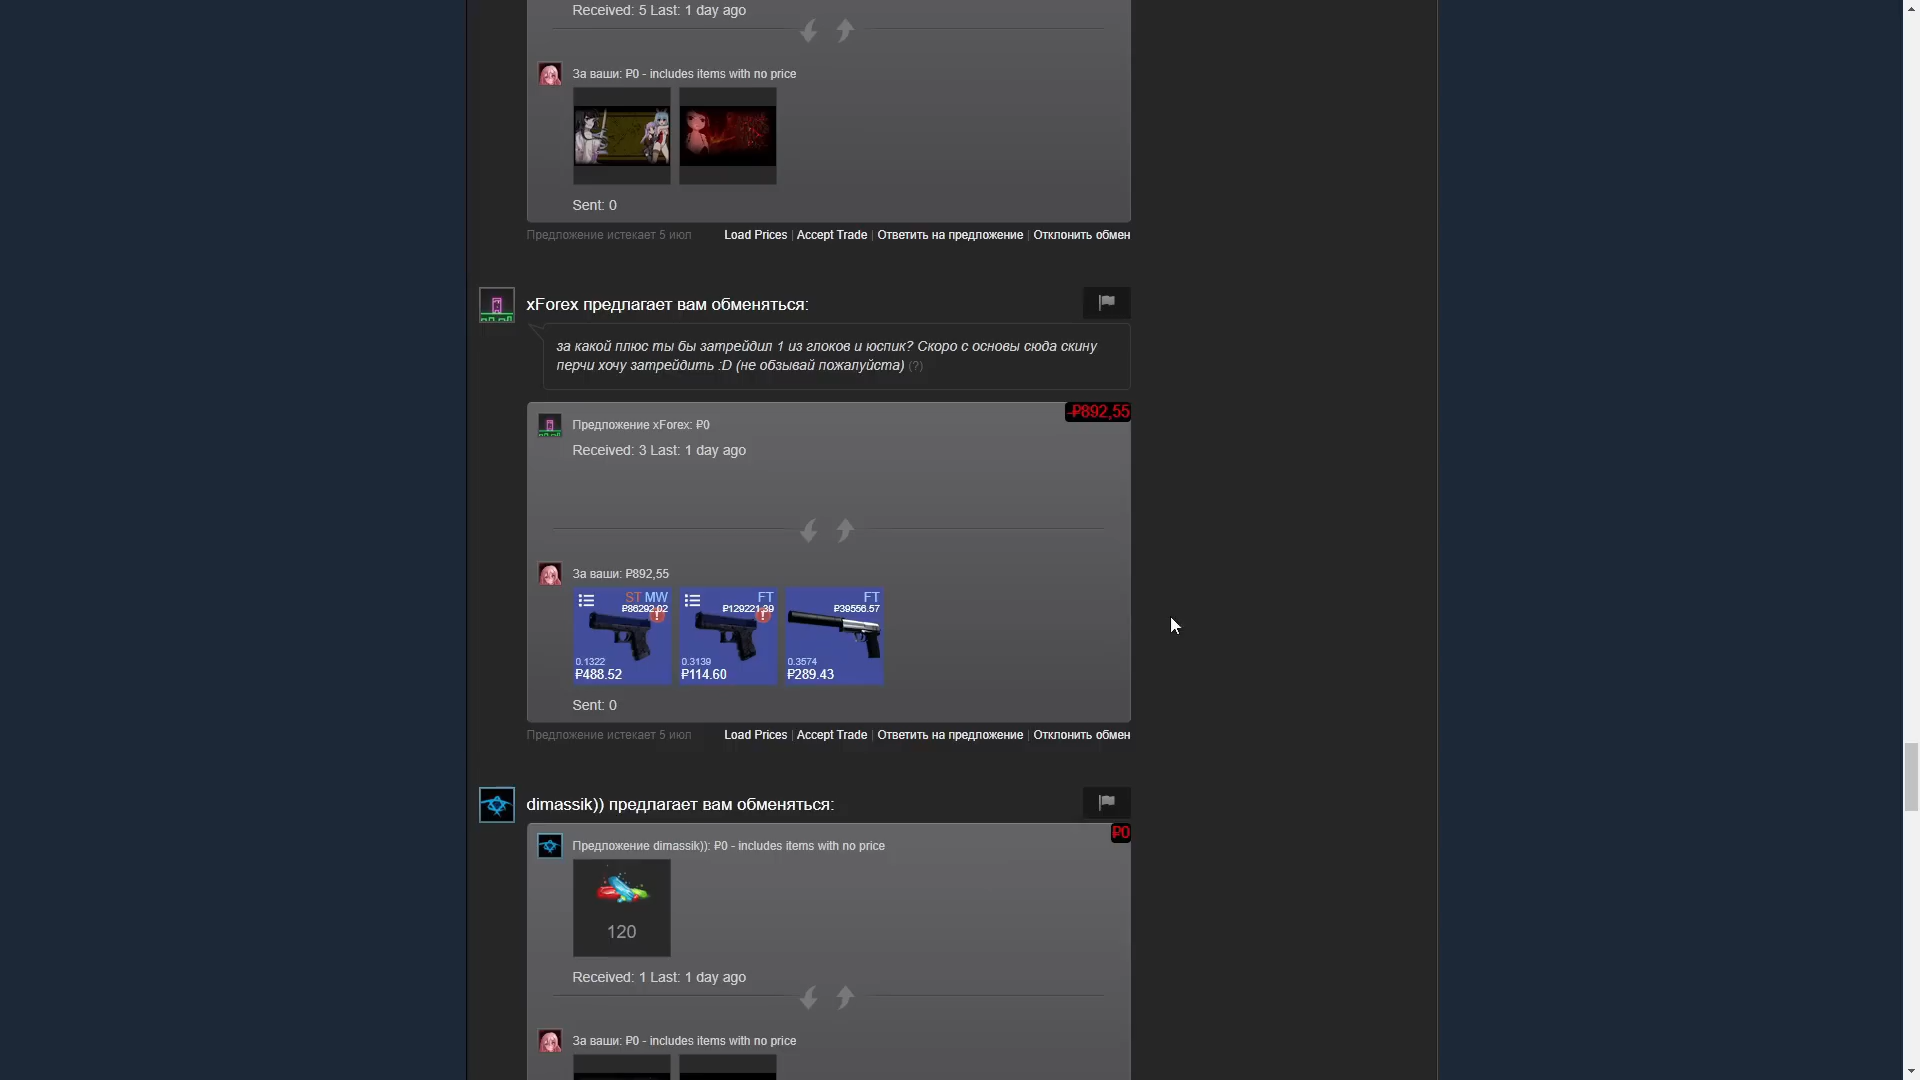 Received: 5 Last: 1 day ago
За ваши: ₽0 - includes items with no price
Sent: 0
Предложение истекает 5 июл
Load Prices | Accept Trade | Ответить на предложение | Отклонить обмен
xForex предлагает вам обменяться:
за какой плюс ты бы затрейдил 1 из глоков и юспик? Скоро с основы сюда скину
перчи хочу затрейдить :D (не обзывай пожалуйста) (?)
-₽892,55
Предложение xForex: ₽0
Received: 3 Last: 1 day ago
За ваши: ₽892,55
ST MW
₽86292.02
0.1322
₽488.52
FT
₽129221.39
0.3139
₽114.60
FT
₽39556.57
0.3574
₽289.43
Sent: 0
Предложение истекает 5 июл
Load Prices | Accept Trade | Ответить на предложение | Отклонить обмен
dimassik)) предлагает вам обменяться:
₽0
Предложение dimassik)): ₽0 - includes items with no price
120
Received: 1 Last: 1 day ago
За ваши: ₽0 - includes items with no price